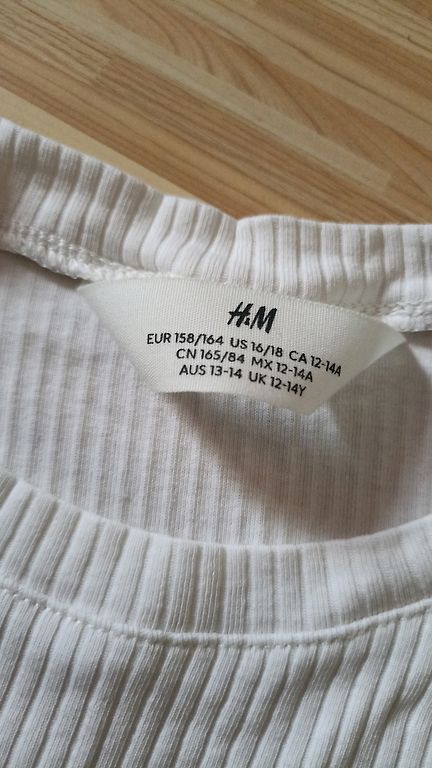 H&M
EUR 158/164 US 16/18 CA 12-14A
CN 165/84 MX 12-14A
AUS 13-14 UK 12-14Y